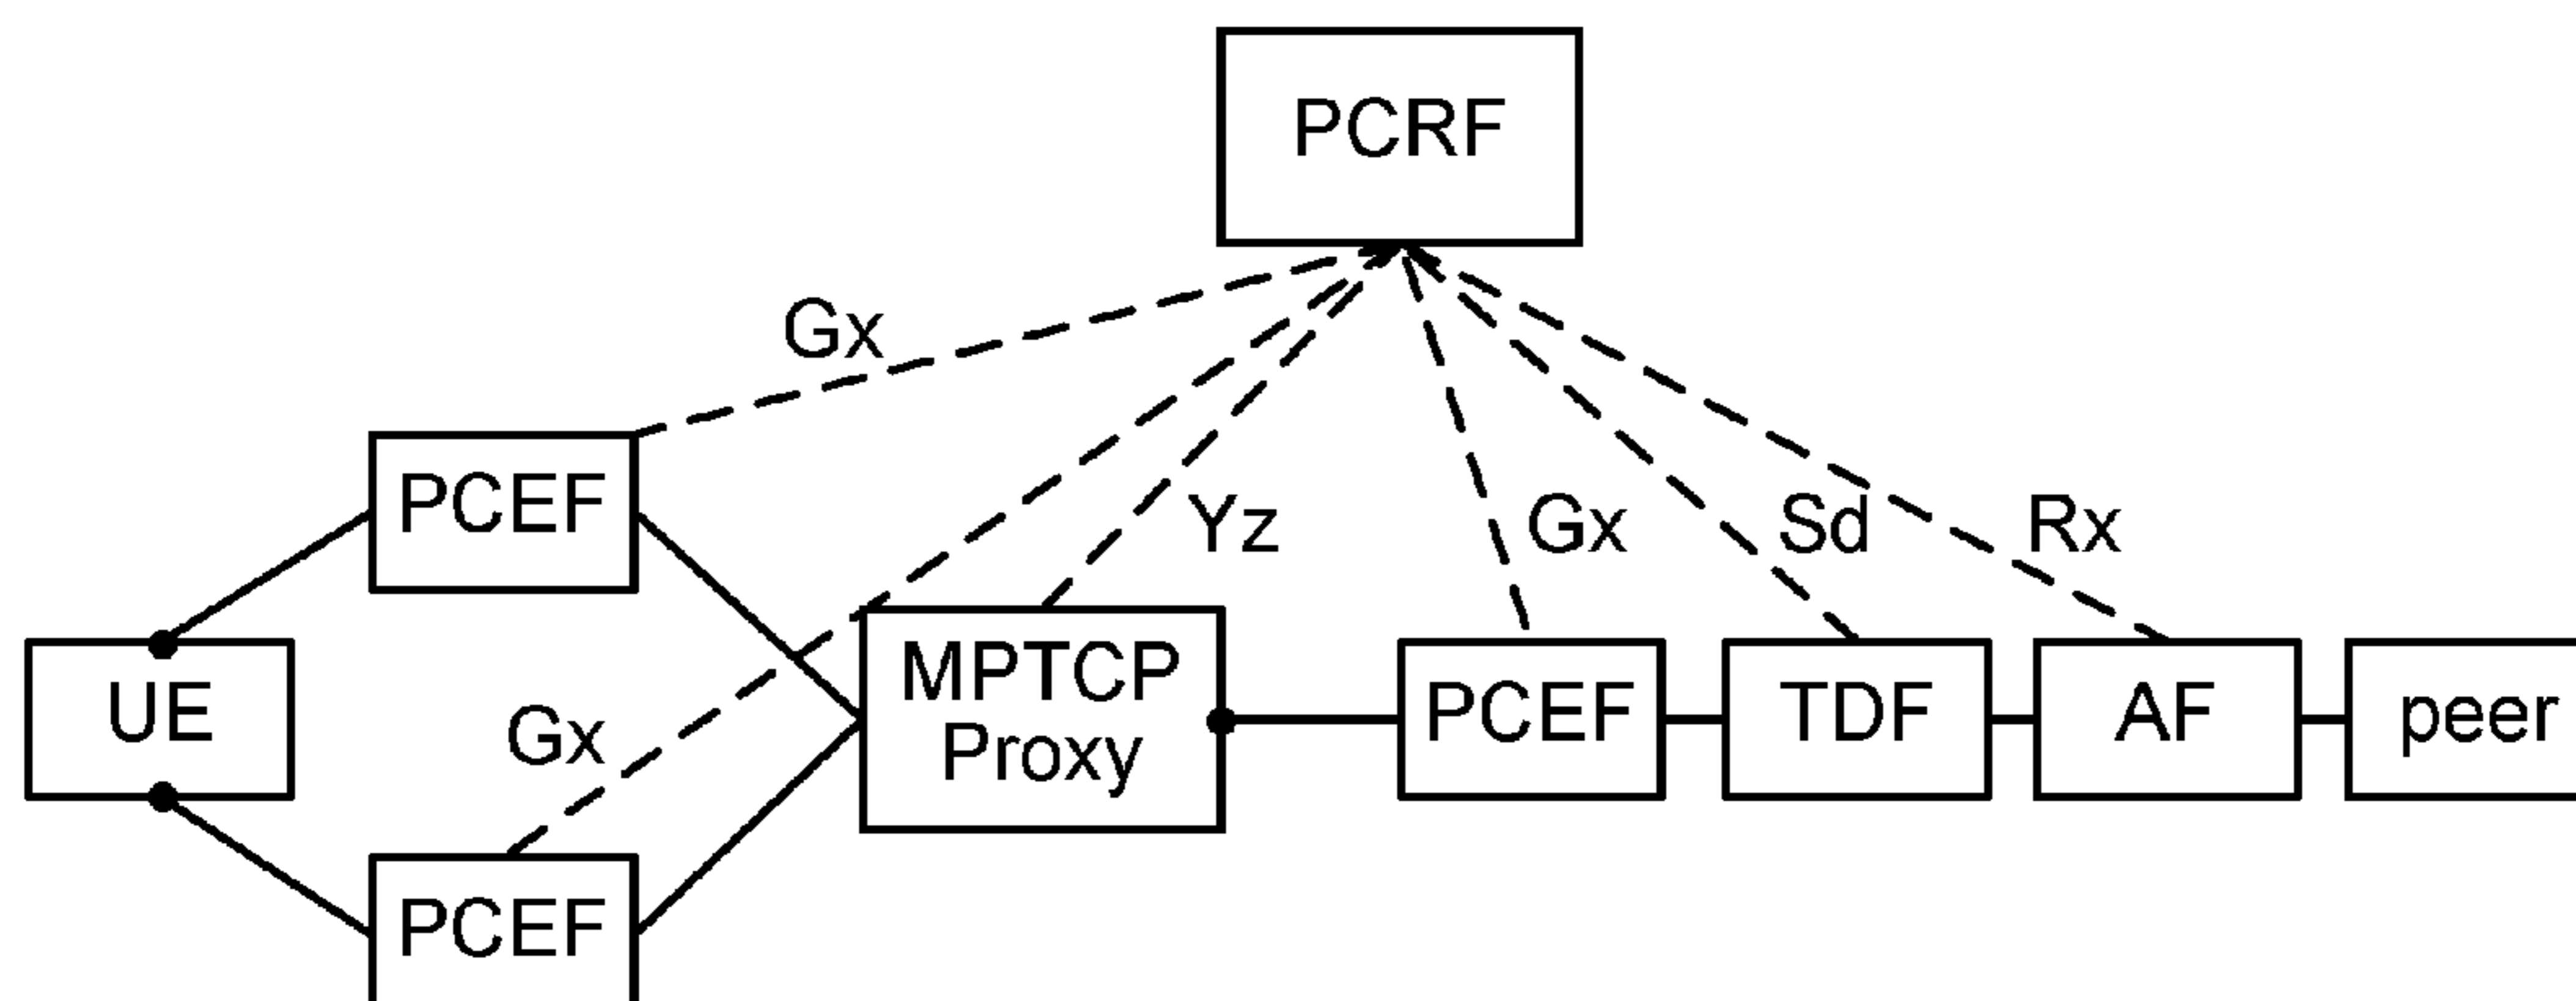 PCRF
Gx
PCEF
Yz
Gx
Sd
Rx
UE
MPTCP
Proxy
PCEF
TDF
AF
peer
Gx
PCEF